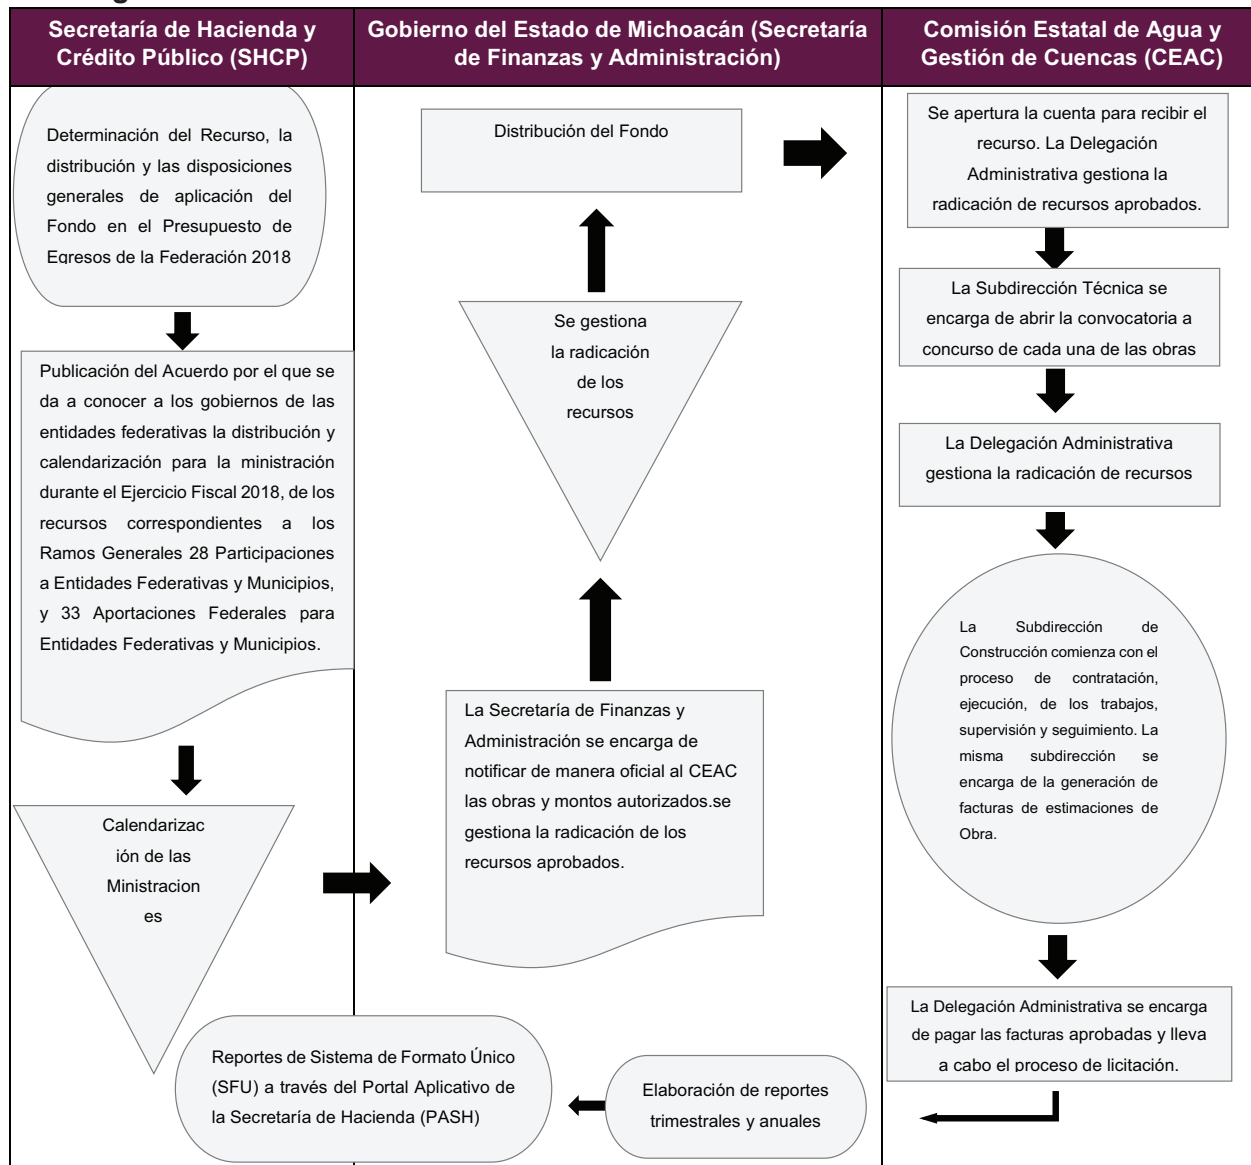 Secretaría de Hacienda y
Crédito Público (SHCP)
Gobierno del Estado de Michoacán (Secretaría
de Finanzas y Administración)
Comisión Estatal de Agua y
Gestión de Cuencas (CEAC)
Determinación del Recurso, la
distribución y las disposiciones
generales de aplicación del
Fondo en el Presupuesto de
Egresos de la Federación 2018
Publicación del Acuerdo por el que se
da a conocer a los gobiernos de las
entidades federativas la distribución y
calendarización para la ministración
durante el Ejercicio Fiscal 2018, de los
recursos correspondientes a los
Ramos Generales 28 Participaciones
a Entidades Federativas y Municipios,
y 33 Aportaciones Federales para
Entidades Federativas y Municipios.
Calendarizac
ión de las
Ministracion
es
La Secretaría de Finanzas y
Administración se encarga de
notificar de manera oficial al CEAC
las obras y montos autorizados.se
gestiona la radicación de los
recursos aprobados.
Se gestiona
la radicación
de los
recursos
Distribución del Fondo
Se apertura la cuenta para recibir el
recurso. La Delegación
Administrativa gestiona la
radicación de recursos aprobados.
La Subdirección Técnica se
encarga de abrir la convocatoria a
concurso de cada una de las obras
La Delegación Administrativa
gestiona la radicación de recursos
La Subdirección de
Construcción comienza con el
proceso de contratación,
ejecución, de los trabajos,
supervisión y seguimiento. La
misma subdirección se
encarga de la generación de
facturas de estimaciones de
Obra.
La Delegación Administrativa se encarga
de pagar las facturas aprobadas y lleva
a cabo el proceso de licitación.
Elaboración de reportes
trimestrales y anuales
Reportes de Sistema de Formato Único
(SFU) a través del Portal Aplicativo de
la Secretaría de Hacienda (PASH)